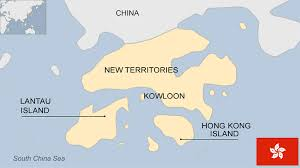 CHINA
NEW TERRITORIES
KOWLOON
LANTAU
ISLAND
HONG KONG
ISLAND
South China Sea